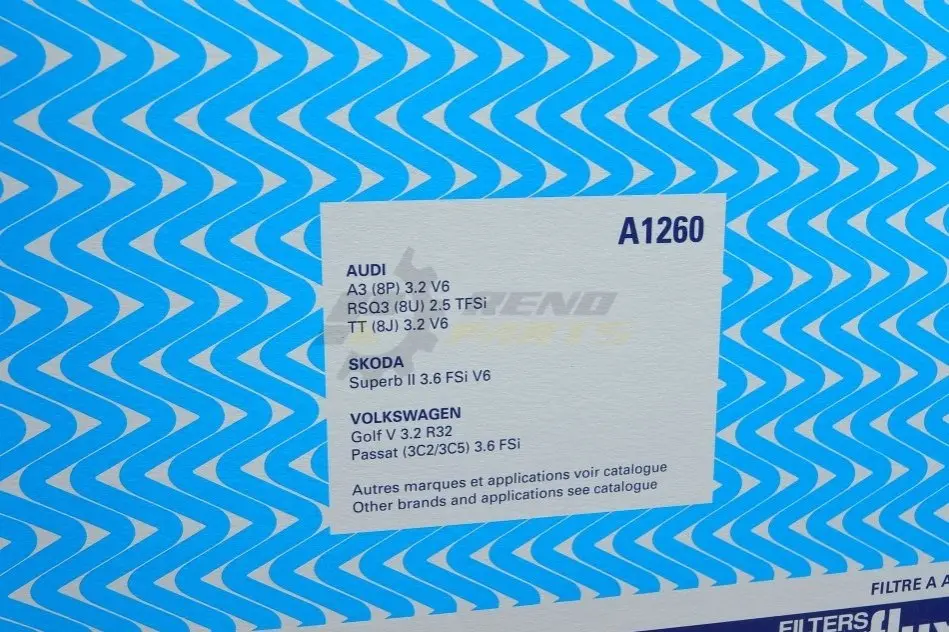 A1260
AUDI
A3 (8P) 3.2 V6
RSQ3 (8U) 2.5 TFSi
TT (8J) 3.2 V6
SKODA
Superb II 3.6 FSi V6
VOLKSWAGEN
Golf V 3.2 R32
Passat (3C2/3C5) 3.6 FSi
Autres marques et applications voir catalogue
Other brands and applications see catalogue
REND
PARTS
FILTRE A
FILTERS